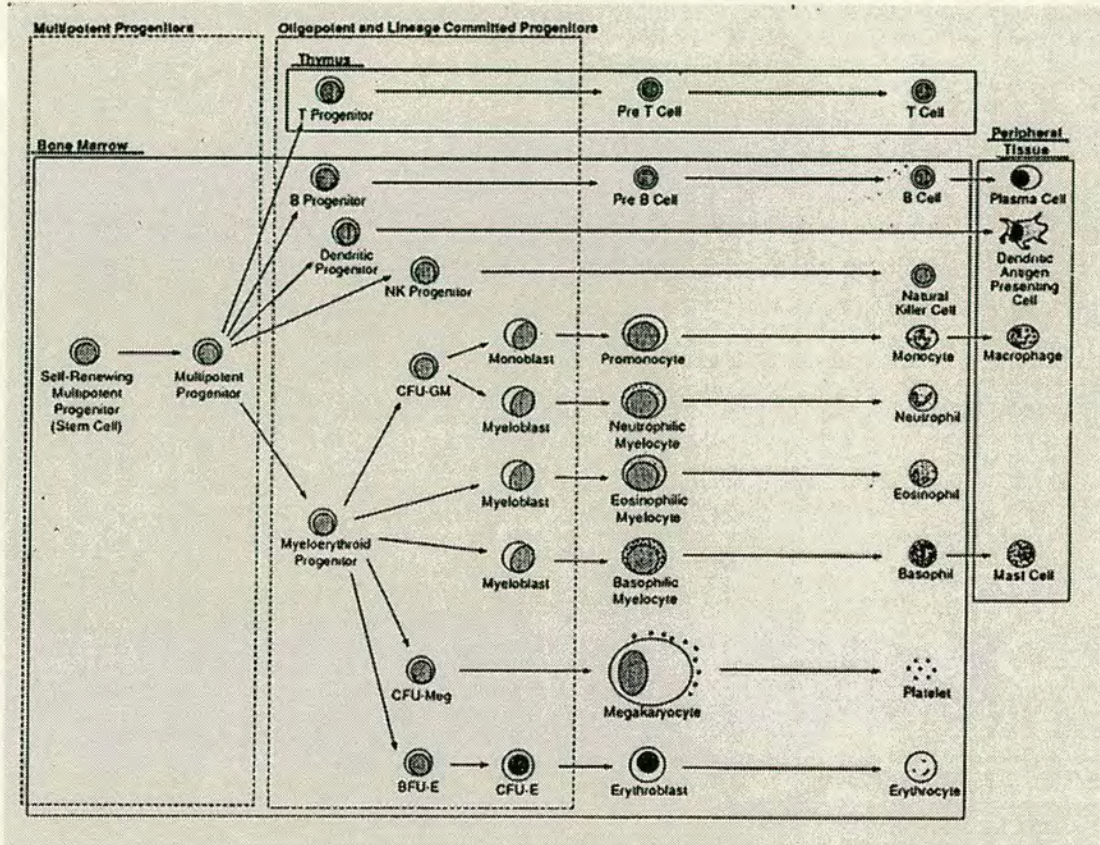 Multipotent Progenitors
Oligopotent and Lineage Committed Progenitors
Thymus
T Progenitor
Pre T Cell
T Cell
Bone Marrow
Peripheral
Tissue
B Progenitor
Pre B Cell
B Cell
Plasma Cell
Dendritic
Progenitor
Dendritic
Antigen
Presenting
Cell
NK Progenitor
Natural
Killer Cell
Monoblast
Promonocyte
Monocyte
Macrophage
Self-Renewing
Multipotent
Progenitor
(Stem Cell)
Multipotent
Progenitor
CFU-GM
Myeloblast
Neutrophilic
Myelocyte
Neutrophil
Myeloblast
Eosinophilic
Myelocyte
Eosinophil
Myeloerythroid
Progenitor
Myeloblast
Basophilic
Myelocyte
Basophil
Mast Cell
CFU-Meg
Megakaryocyte
Platelet
BFU-E
CFU-E
Erythroblast
Erythrocyte